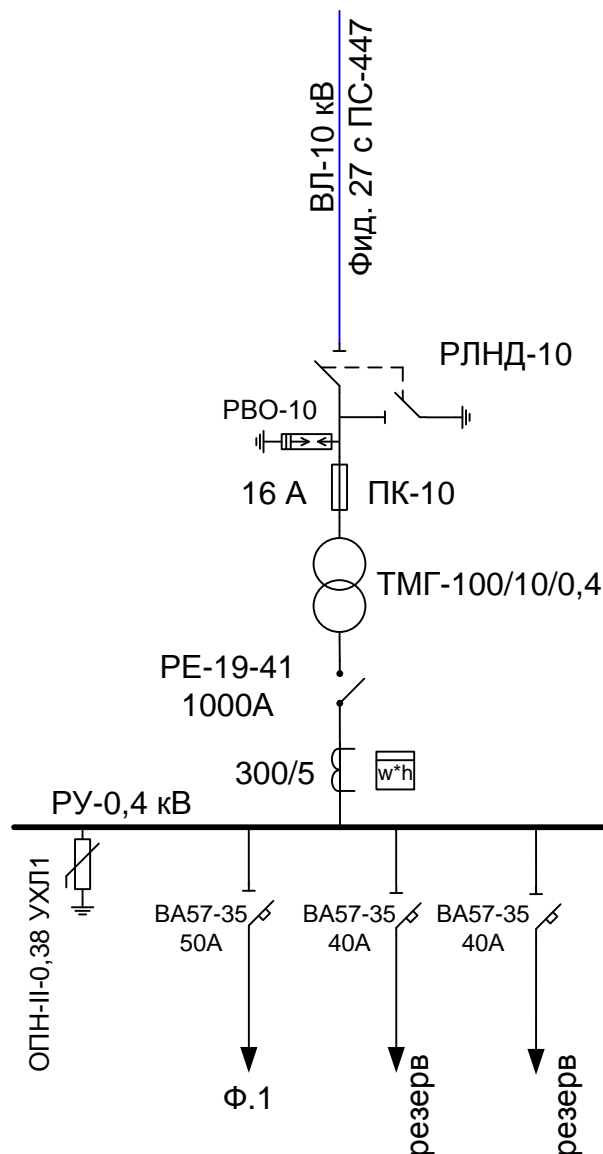 ВЛ-10 кВ
Фид. 27 с ПС-447
РЛНД-10
РВО-10
16 А
ПК-10
ТМГ-100/10/0,4
РЕ-19-41
1000А
300/5
w*h
РУ-0,4 кВ
ОПН-II-0,38 УХЛ1
ВА57-35
50А
ВА57-35
40А
ВА57-35
40А
Ф.1
резерв
резерв